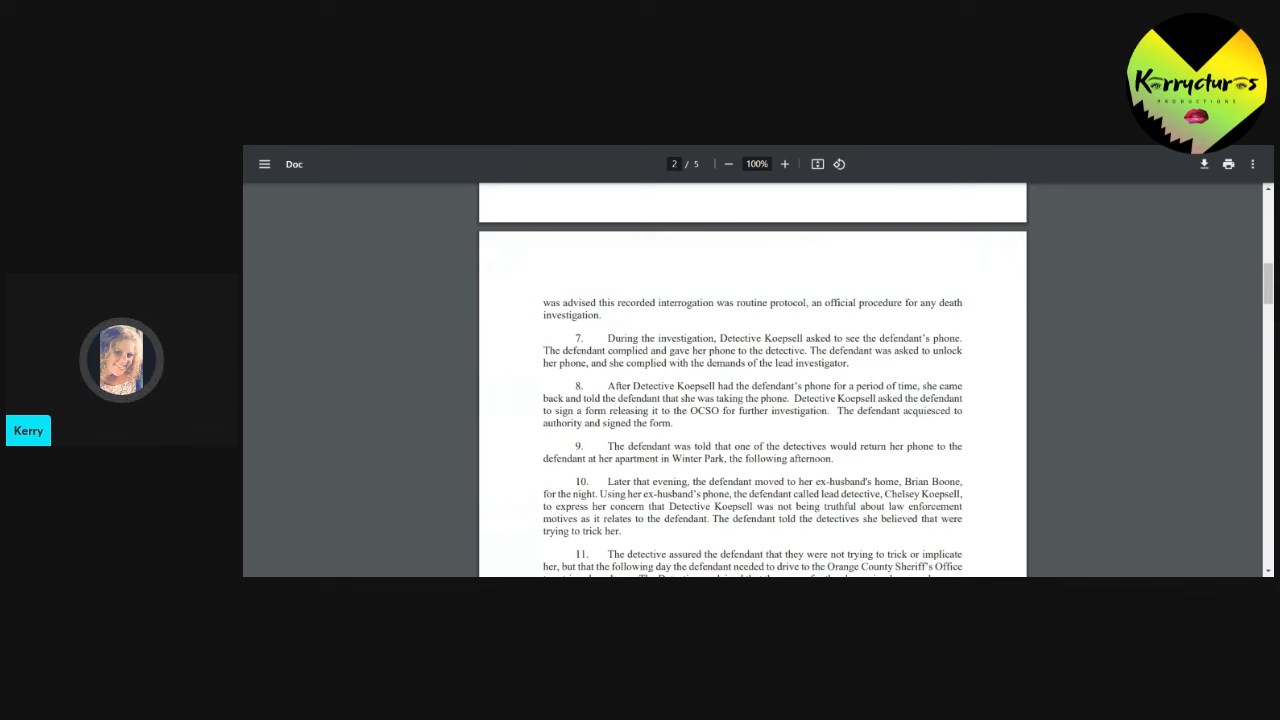 Kerryctures
PRODUCTIONS
Doc
2 / 5
100%
was advised this recorded interrogation was routine protocol, an official procedure for any death
investigation.
7. During the investigation, Detective Koepsell asked to see the defendant's phone.
The defendant complied and gave her phone to the detective. The defendant was asked to unlock
her phone, and she complied with the demands of the lead investigator.
8. After Detective Koepsell had the defendant's phone for a period of time, she came
back and told the defendant that she was taking the phone. Detective Koepsell asked the defendant
to sign a form releasing it to the OCSO for further investigation. The defendant acquiesced to
authority and signed the form.
9. The defendant was told that one of the detectives would return her phone to the
defendant at her apartment in Winter Park, the following afternoon.
10. Later that evening, the defendant moved to her ex-husband's home, Brian Boone,
for the night. Using her ex-husband's phone, the defendant called lead detective, Chelsey Koepsell,
to express her concern that Detective Koepsell was not being truthful about law enforcement
motives as it relates to the defendant. The defendant told the detectives she believed that were
trying to trick her.
11. The detective assured the defendant that they were not trying to trick or implicate
her, but that the following day the defendant needed to drive to the Orange County Sheriff's Office
Kerry